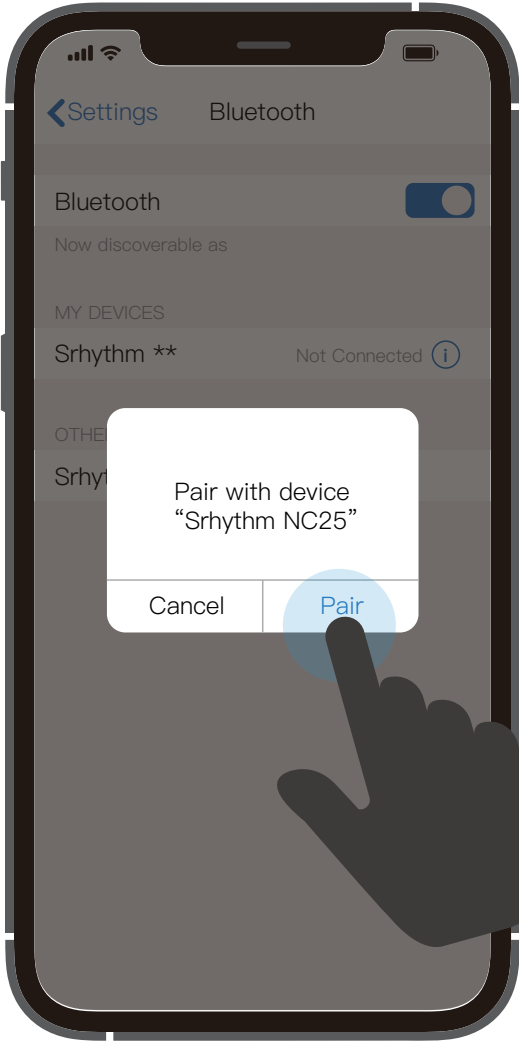 Settings
Bluetooth
Bluetooth
Now discoverable as
MY DEVICES
Srhythm **
Not Connected
Pair with device
“Srhythm NC25”
Cancel
Pair